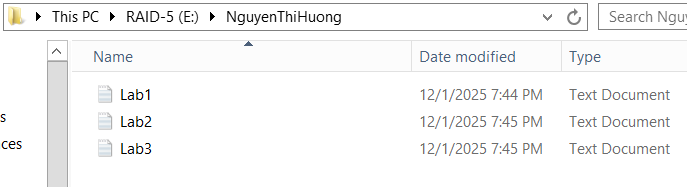 This PC > RAID-5 (E:) > NguyenThiHuong
Search Nguy
Name Date modified Type
Lab1 12/1/2025 7:44 PM Text Document
Lab2 12/1/2025 7:45 PM Text Document
Lab3 12/1/2025 7:45 PM Text Document
s
ces